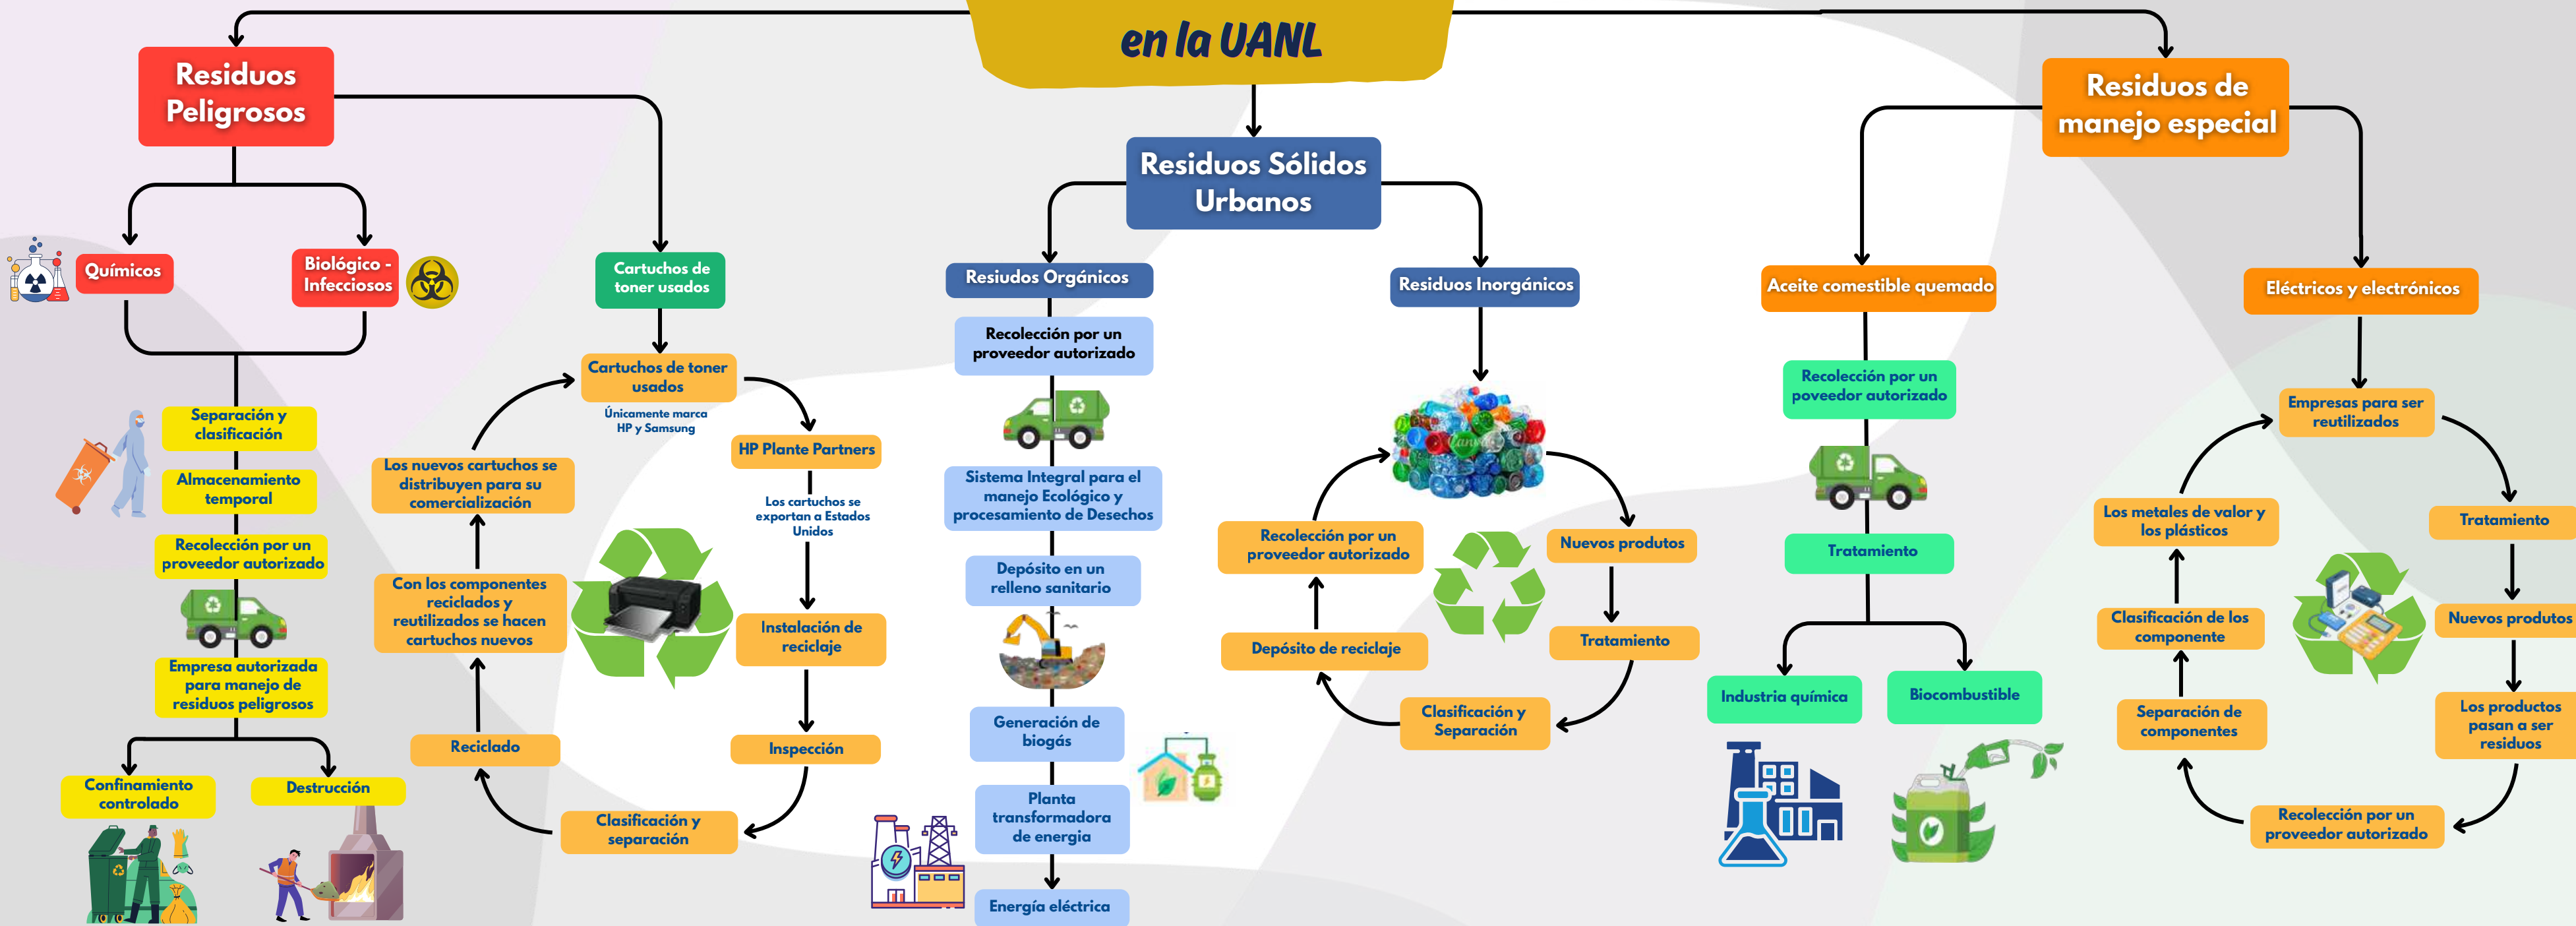 en la UANL
Residuos
Peligrosos
Químicos
Biológico -
Infecciosos
Separación y
clasificación
Almacenamiento
temporal
Recolección por un
proveedor autorizado
Empresa autorizada
para manejo de
residuos peligrosos
Confinamiento
controlado
Destrucción
Cartuchos de
toner usados
Cartuchos de toner
usados
Únicamente marca
HP y Samsung
HP Plante Partners
Los cartuchos se
exportan a Estados
Unidos
Instalación de
reciclaje
Inspección
Clasificación y
separación
Reciclado
Con los componentes
reciclados y
reutilizados se hacen
cartuchos nuevos
Los nuevos cartuchos se
distribuyen para su
comercialización
Residuos Sólidos
Urbanos
Resiudos Orgánicos
Recolección por un
proveedor autorizado
Sistema Integral para el
manejo Ecológico y
procesamiento de Desechos
Depósito en un
relleno sanitario
Generación de
biogás
Planta
transformadora
de energia
Energía eléctrica
Residuos Inorgánicos
Canva
Nuevos produtos
Tratamiento
Clasificación y
Separación
Depósito de reciclaje
Recolección por un
proveedor autorizado
Residuos de
manejo especial
Aceite comestible quemado
Recolección por un
poveedor autorizado
Tratamiento
Industria química
Biocombustible
Eléctricos y electrónicos
Empresas para ser
reutilizados
Tratamiento
Nuevos produtos
Los productos
pasan a ser
residuos
Recolección por un
proveedor autorizado
Separación de
componentes
Clasificación de los
componente
Los metales de valor y
los plásticos